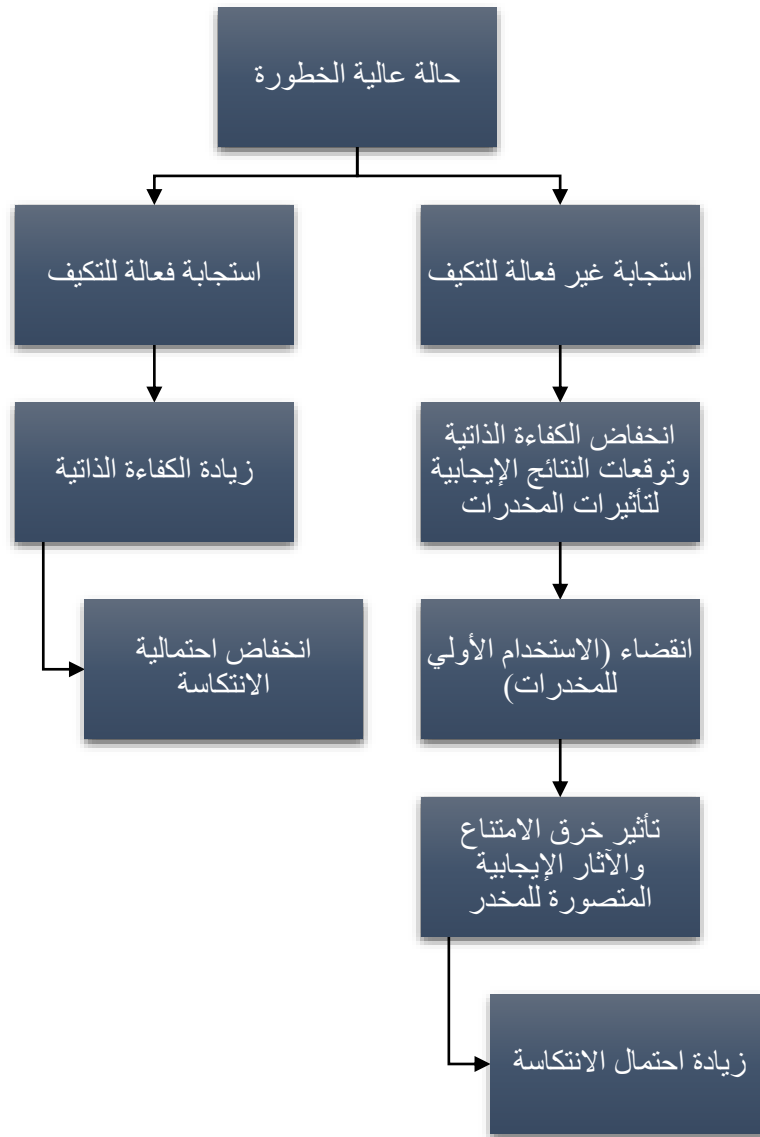 حالة عالية الخطورة
استجابة فعالة للتكيف
استجابة غير فعالة للتكيف
زيادة الكفاءة الذاتية
انخفاض الكفاءة الذاتية
وتوقعات النتائج الإيجابية
لتأثيرات المخدرات
انخفاض احتمالية
الانتكاسة
انقضاء (الاستخدام الأولي
للمخدرات)
تأثير خرق الامتناع
والآثار الإيجابية
المتصورة للمخدر
زيادة احتمال الانتكاسة